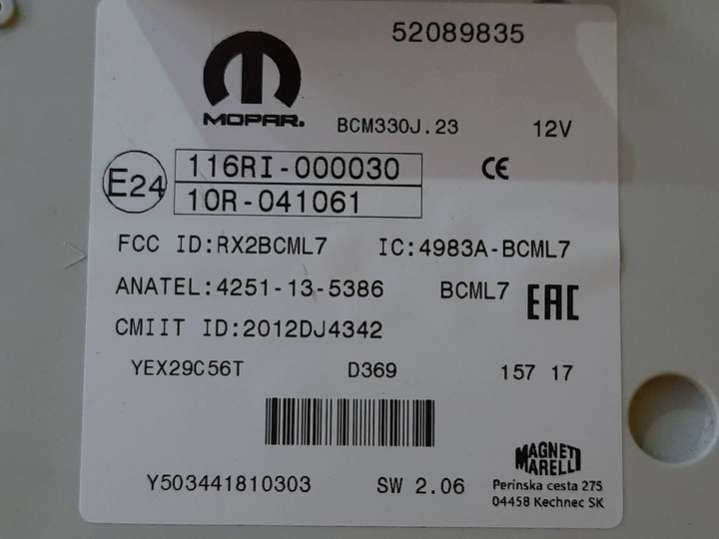 52089835
MOPAR.
BCM330J.23 12V
E24
116RI-000030
10R-041061
CE
FCC ID:RX2BCML7 IC:4983A-BCML7
ANATEL:4251-13-5386 BCML7 EAC
CMIIT ID:2012DJ4342
YEX29C56T D369 157 17
MAGNETI
MARELLI
Y503441810303 SW 2.06
Perinska cesta 275
04458 Kechnec SK